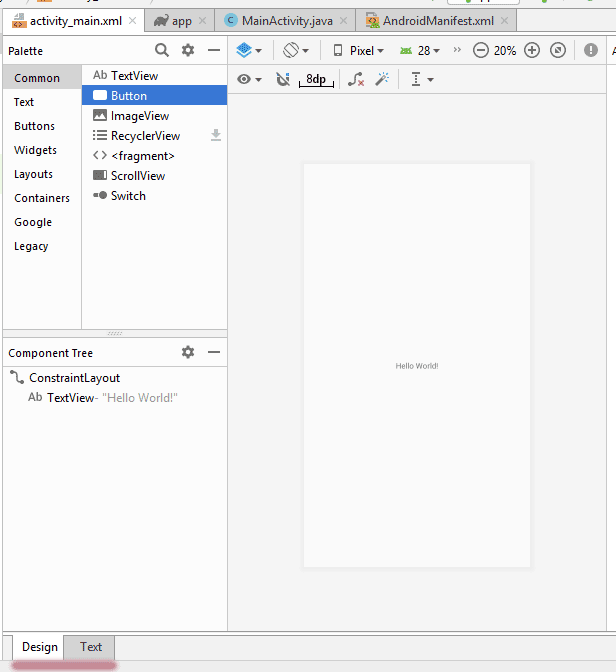 activity_main.xml app MainActivity.java AndroidManifest.xml
Palette
Pixel 28 20%
8dp
Common
Text
Buttons
Widgets
Layouts
Containers
Google
Legacy
Ab TextView
Button
ImageView
RecyclerView
<fragment>
ScrollView
Switch
Hello World!
Component Tree
ConstraintLayout
Ab TextView- "Hello World!"
Design Text